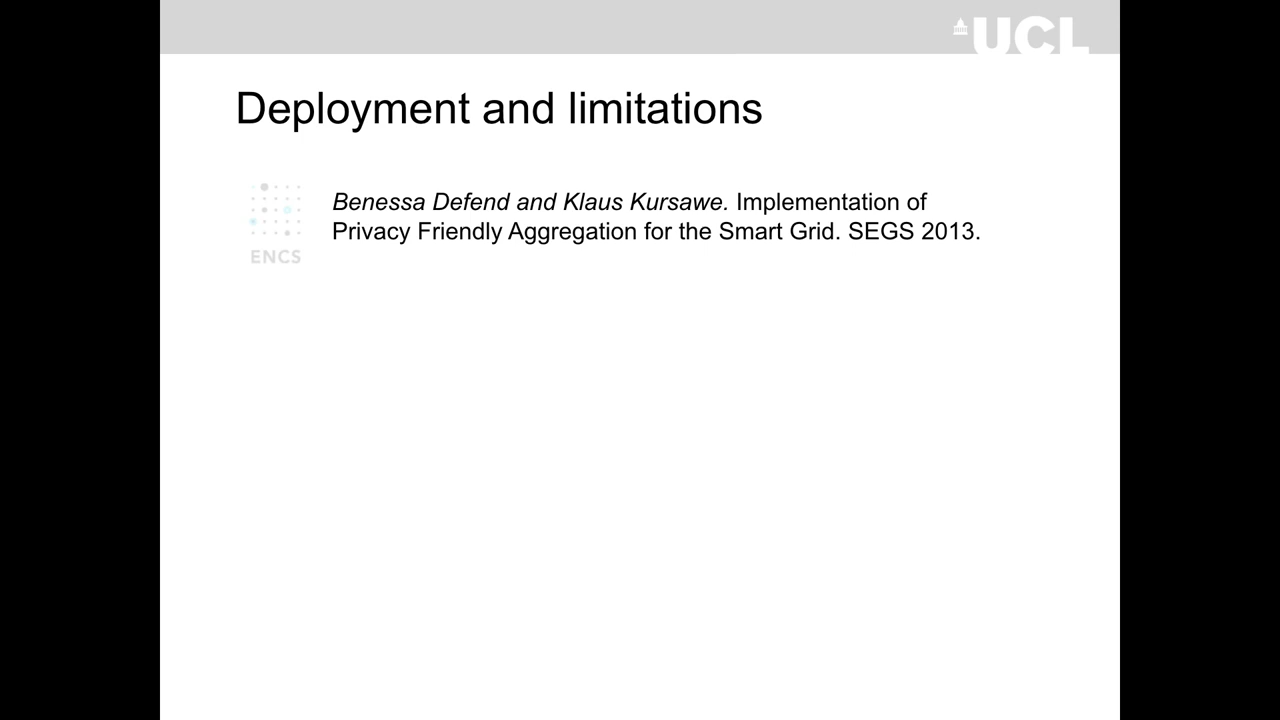 UCL
Deployment and limitations
Benessa Defend and Klaus Kursawe. Implementation of
Privacy Friendly Aggregation for the Smart Grid. SEGS 2013.
ENCS